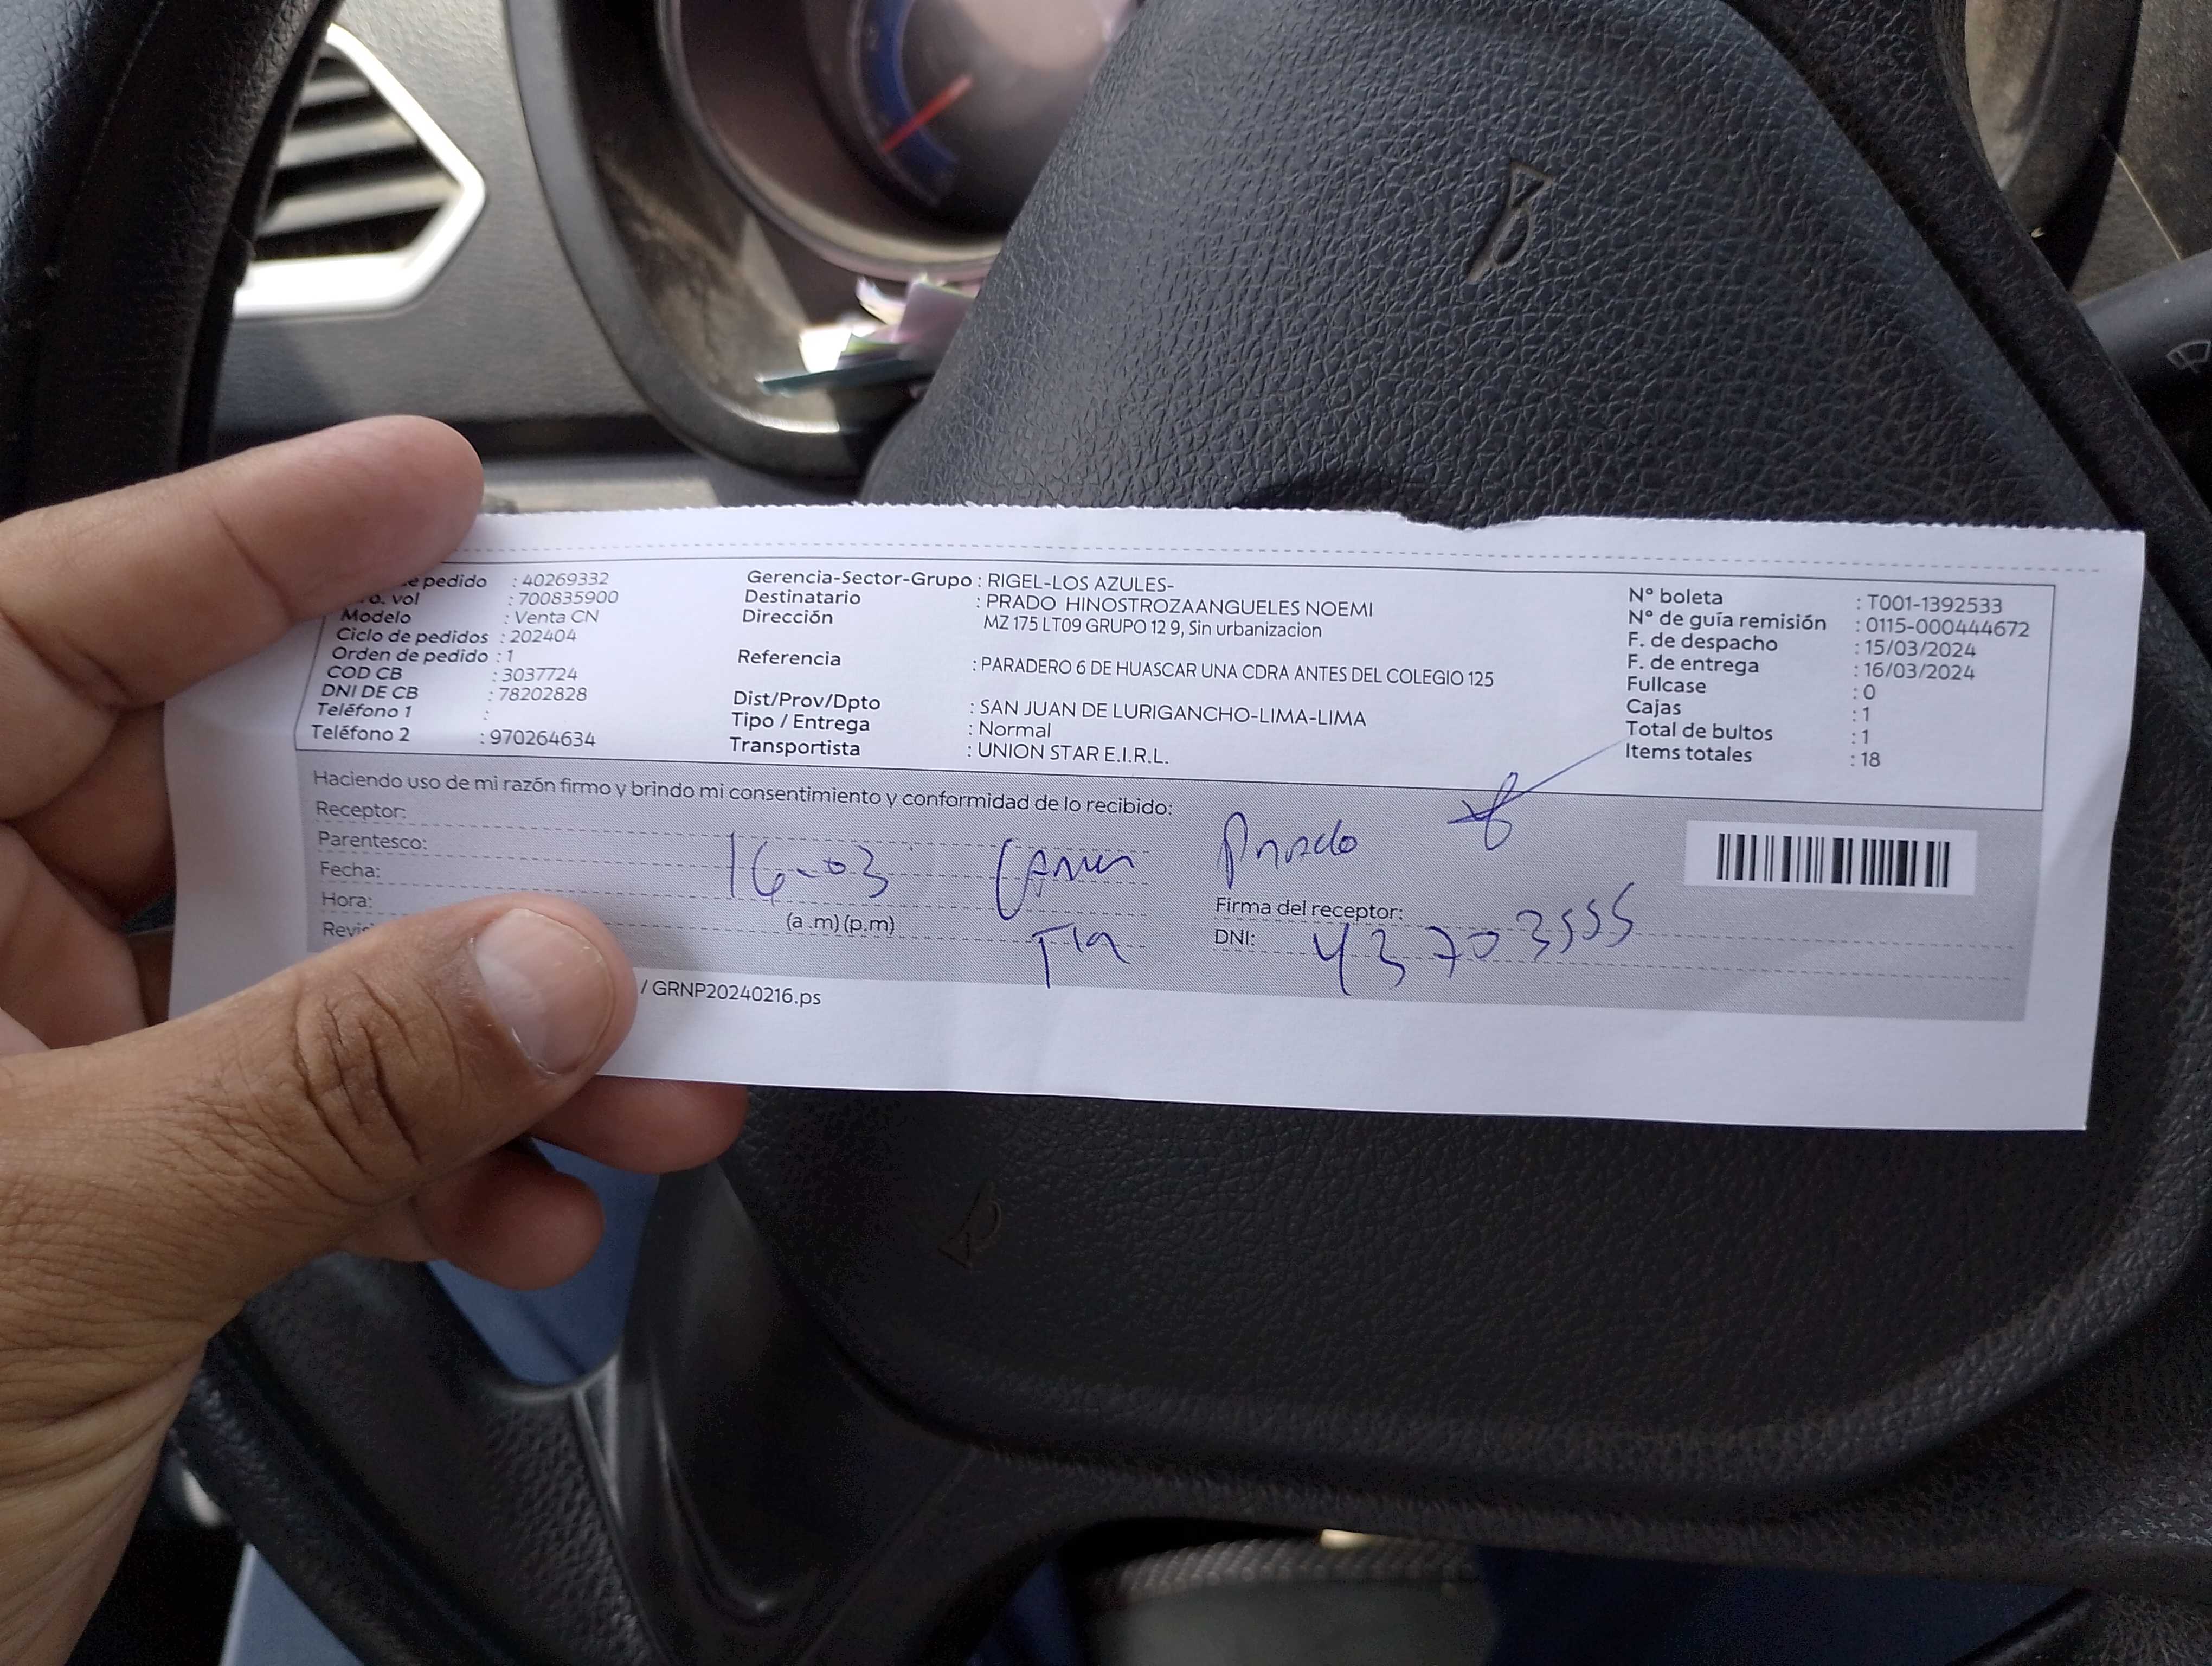 e pedido : 40269332
o. vol : 700835900
Modelo : Venta CN
Ciclo de pedidos : 202404
Orden de pedido : 1
COD CB : 3037724
DNI DE CB : 78202828
Teléfono 1 :
Teléfono 2 : 970264634
Gerencia-Sector-Grupo : RIGEL-LOS AZULES-
Destinatario : PRADO HINOSTROZAANGUELES NOEMI
Dirección MZ 175 LT09 GRUPO 12 9, Sin urbanizacion
Referencia : PARADERO 6 DE HUASCAR UNA CDRA ANTES DEL COLEGIO 125
Dist/Prov/Dpto : SAN JUAN DE LURIGANCHO-LIMA-LIMA
Tipo / Entrega : Normal
Transportista : UNION STAR E.I.R.L.
N° boleta : T001-1392533
N° de guía remisión : 0115-000444672
F. de despacho : 15/03/2024
F. de entrega : 16/03/2024
Fullcase : 0
Cajas : 1
Total de bultos : 1
Items totales : 18
Haciendo uso de mi razón firmo y brindo mi consentimiento y conformidad de lo recibido:
Receptor:
Parentesco:
Fecha: 16-03
Prado
Hora: (a .m) (p.m)
Tia
Firma del receptor:
DNI: 43703555
/ GRNP20240216.ps